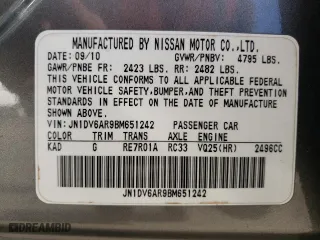 MANUFACTURED BY NISSAN MOTOR CO.,LTD.
DATE: 09/10 GVWR/PNBV: 4795 LBS.
GAWR/PNBE FR: 2423 LBS. RR: 2482 LBS.
THIS VEHICLE CONFORMS TO ALL APPLICABLE FEDERAL
MOTOR VEHICLE SAFETY,BUMPER,AND THEFT PREVENTION
STANDARDS IN EFFECT ON THE DATE OF MANUFACTURE
SHOWN ABOVE.
VIN:JN1DV6AR9BM651242 PASSENGER CAR
COLOR TRIM TRANS AXLE ENGINE
KAD G RE7R01A RC33 VQ25(HR) 2496CC
JN1DV6AR9BM651242
DREAMBID